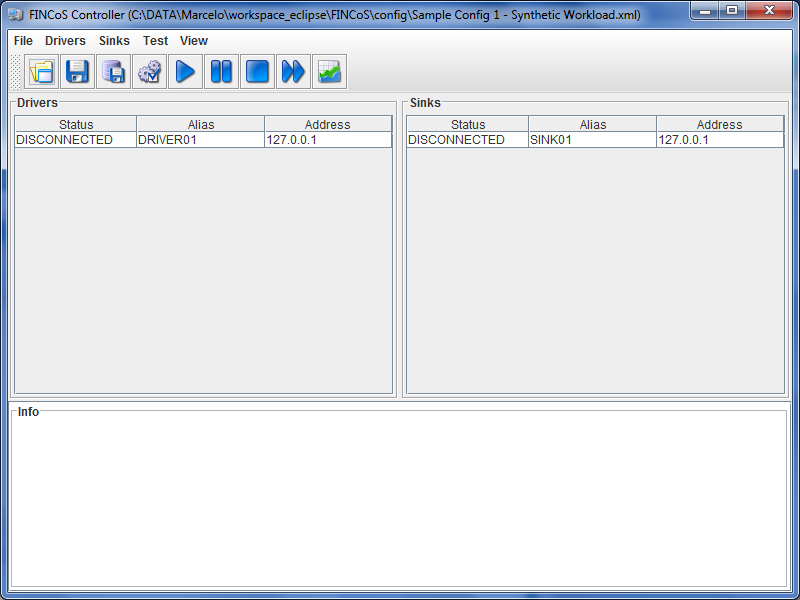 FINCoS Controller (C:\DATA\Marcelo\workspace_eclipse\FINCoS\config\Sample Config 1 - Synthetic Workload.xml)
File Drivers Sinks Test View
Drivers
Status Alias Address
DISCONNECTED DRIVER01 127.0.0.1
Sinks
Status Alias Address
DISCONNECTED SINK01 127.0.0.1
Info